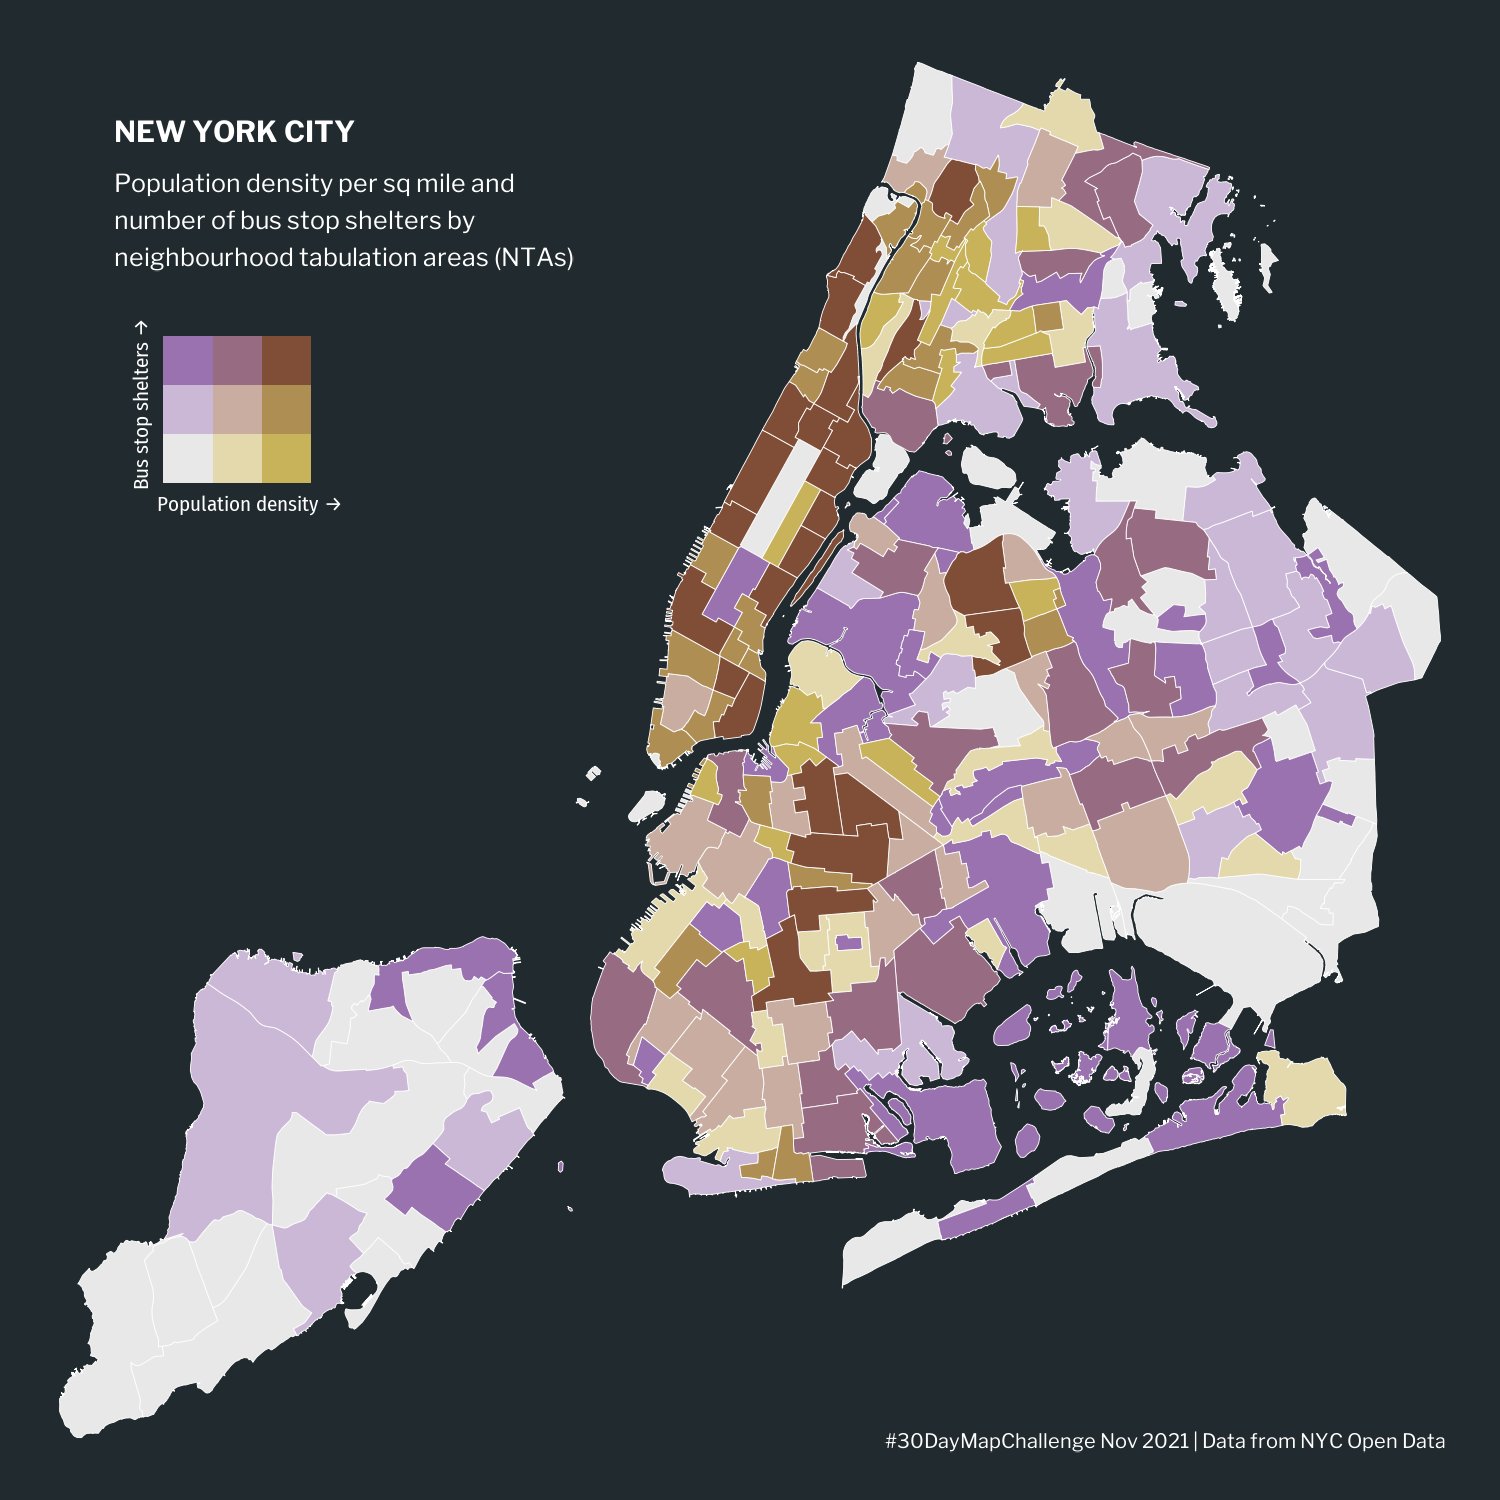 NEW YORK CITY
Population density per sq mile and
number of bus stop shelters by
neighbourhood tabulation areas (NTAs)
Bus stop shelters →
Population density →
#30DayMapChallenge Nov 2021 | Data from NYC Open Data